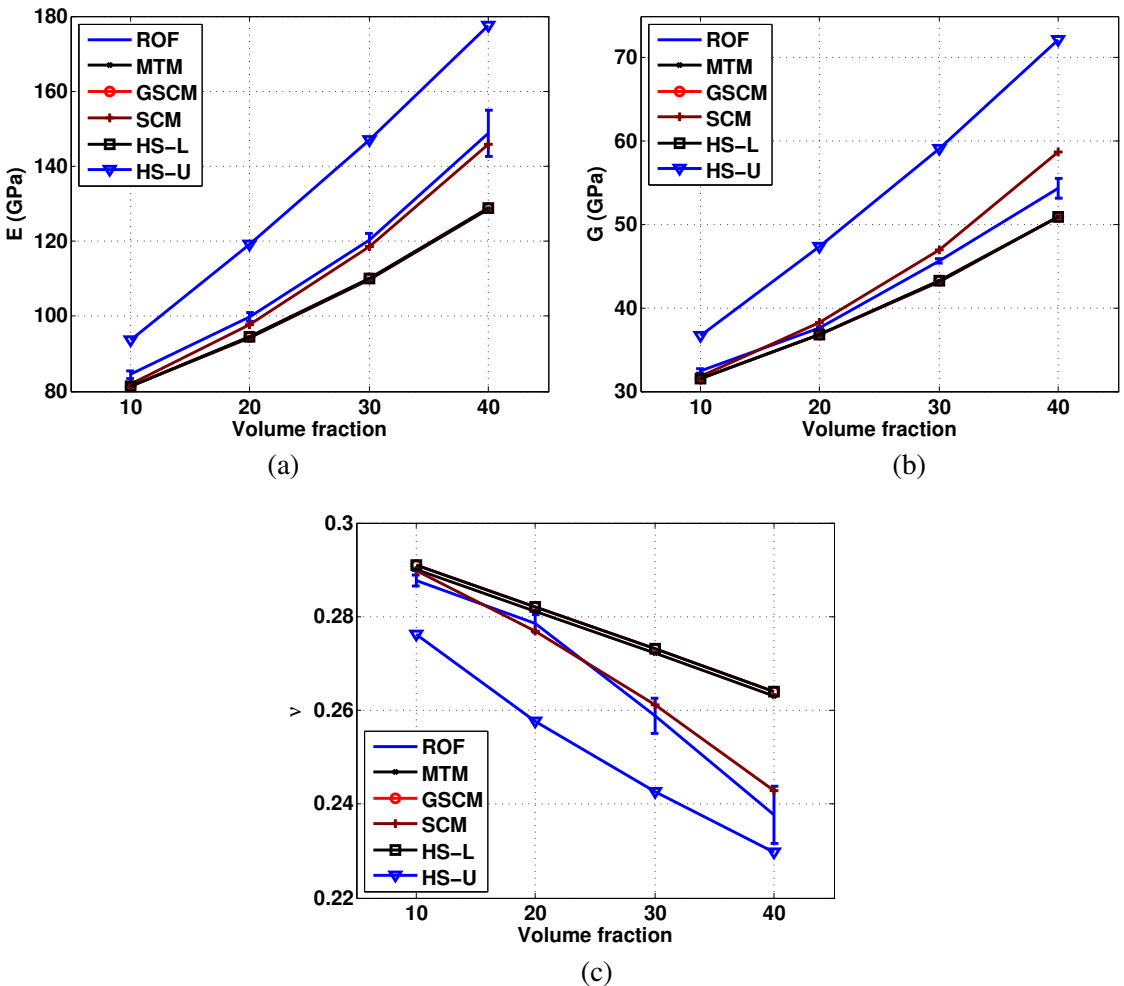 180
160
140
120
100
80
E (GPa)
ROF
MTM
GSCM
SCM
HS−L
HS−U
10 20 30 40
Volume fraction
(a)
70
60
50
40
30
G (GPa)
ROF
MTM
GSCM
SCM
HS−L
HS−U
10 20 30 40
Volume fraction
(b)
0.3
0.28
0.26
0.24
0.22
ν
ROF
MTM
GSCM
SCM
HS−L
HS−U
10 20 30 40
Volume fraction
(c)